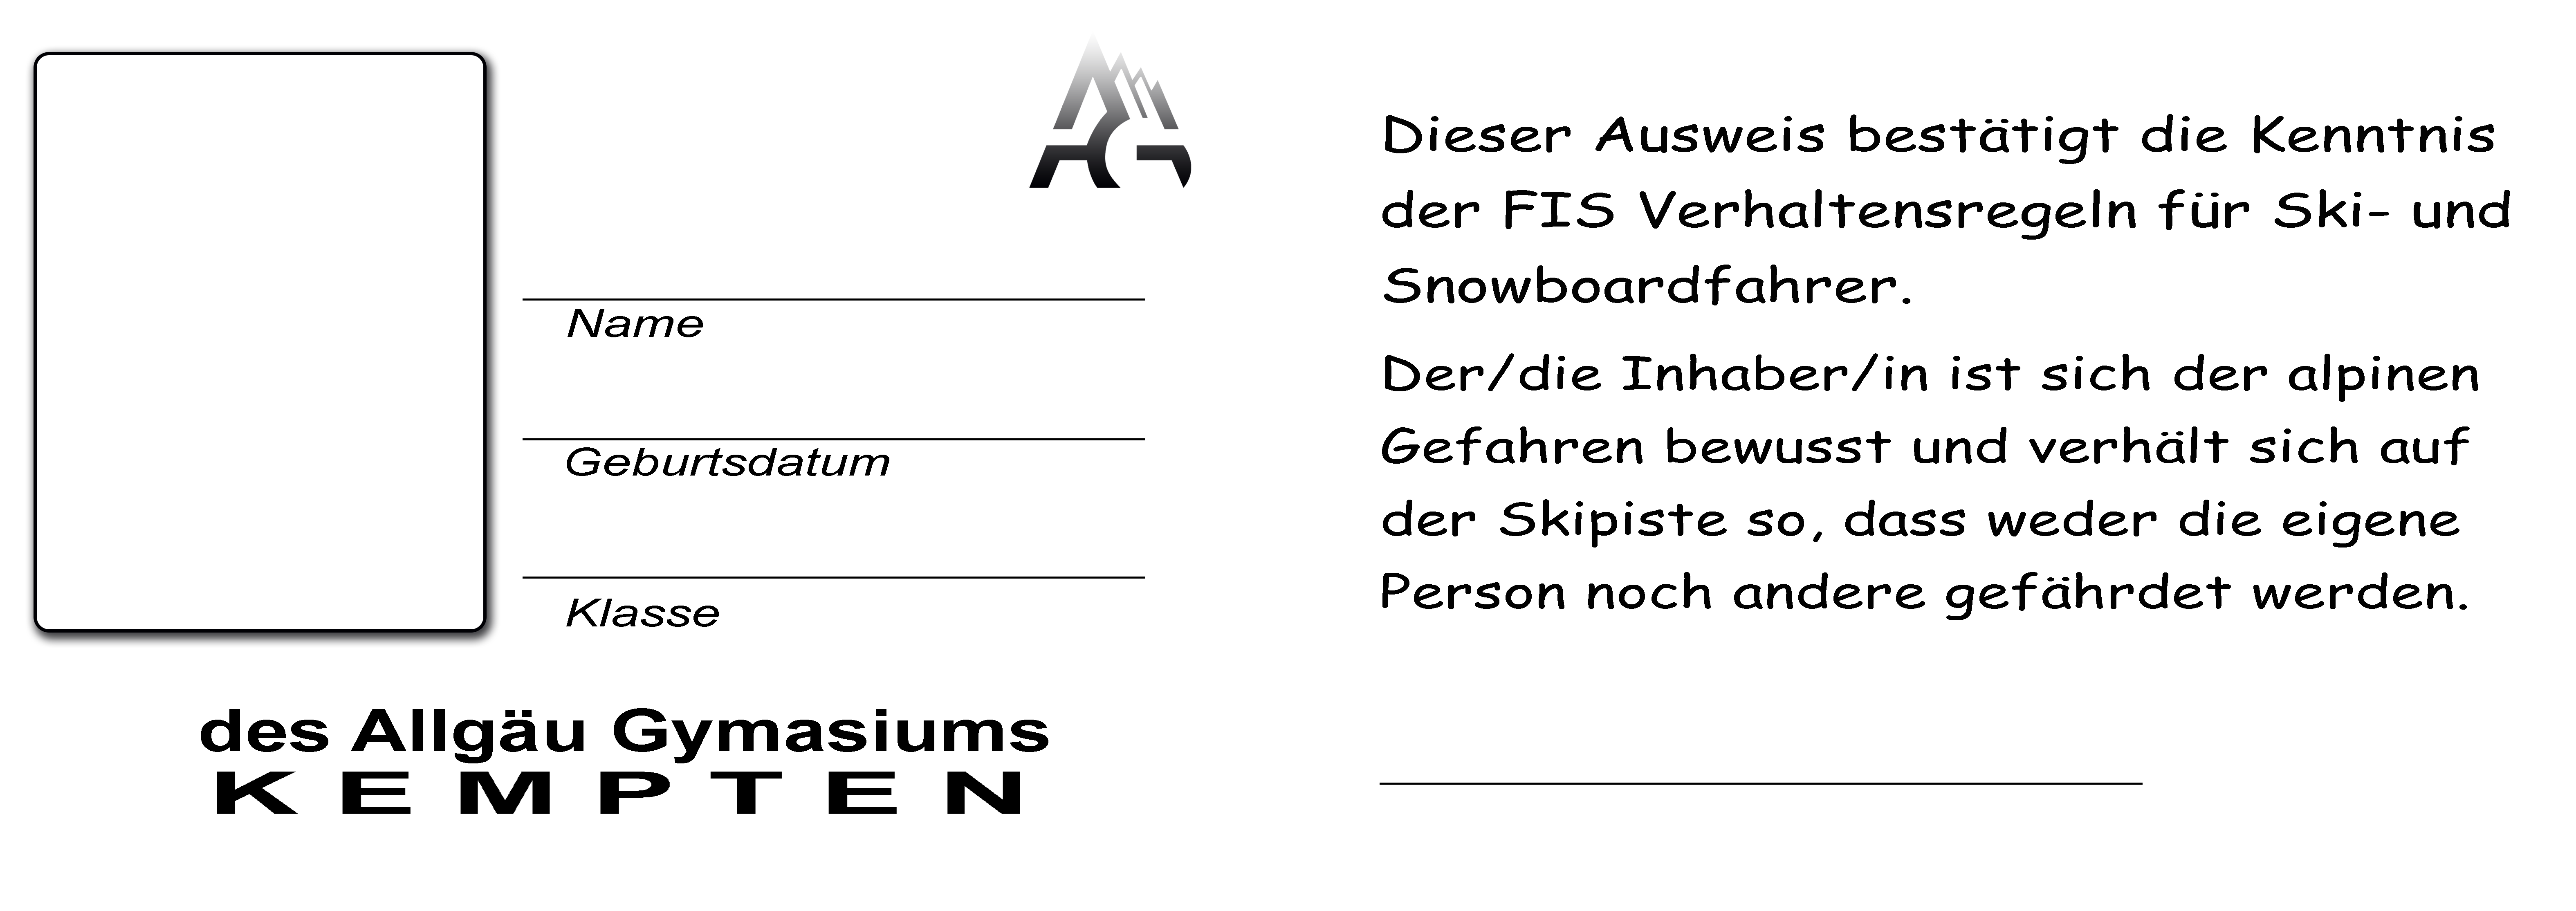 AG
Name
Geburtsdatum
Klasse
des Allgäu Gymasiums
KEMPTEN
Dieser Ausweis bestätigt die Kenntnis
der FIS Verhaltensregeln für Ski- und
Snowboardfahrer.
Der/die Inhaber/in ist sich der alpinen
Gefahren bewusst und verhält sich auf
der Skipiste so, dass weder die eigene
Person noch andere gefährdet werden.